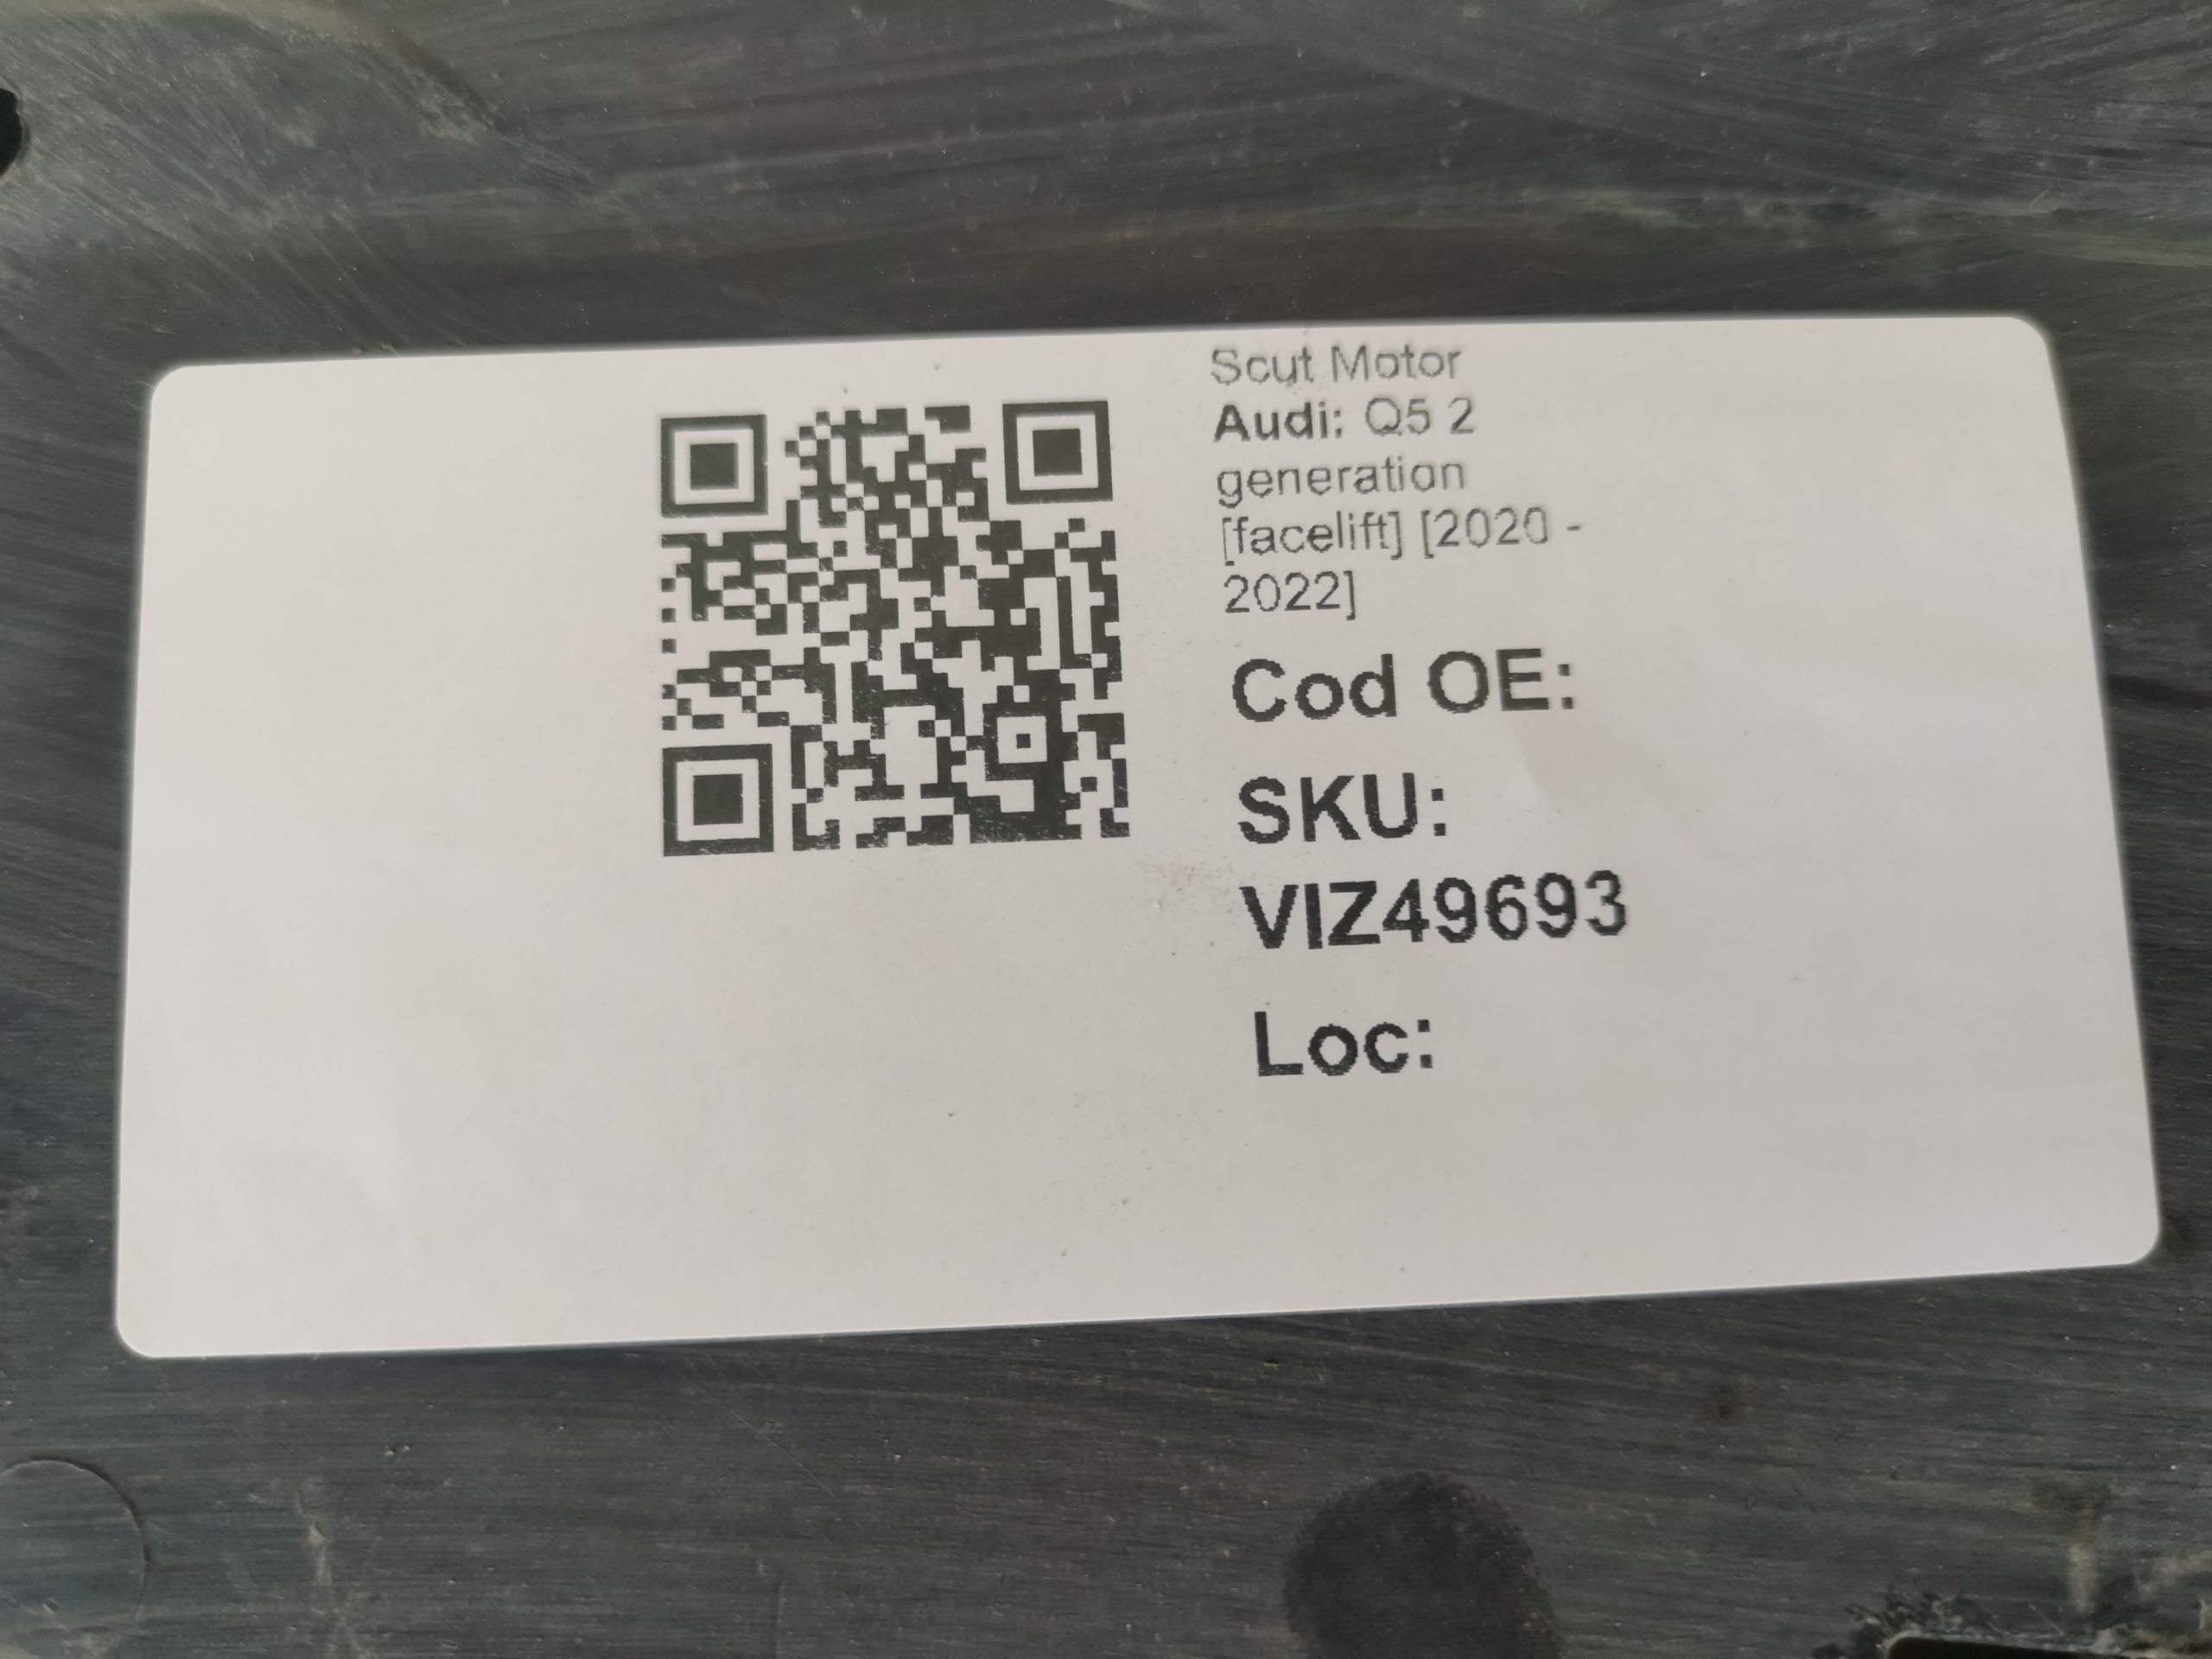 Scut Motor
Audi: Q5 2
generation
[facelift] [2020 -
2022]
Cod OE:
SKU:
VIZ49693
Loc: